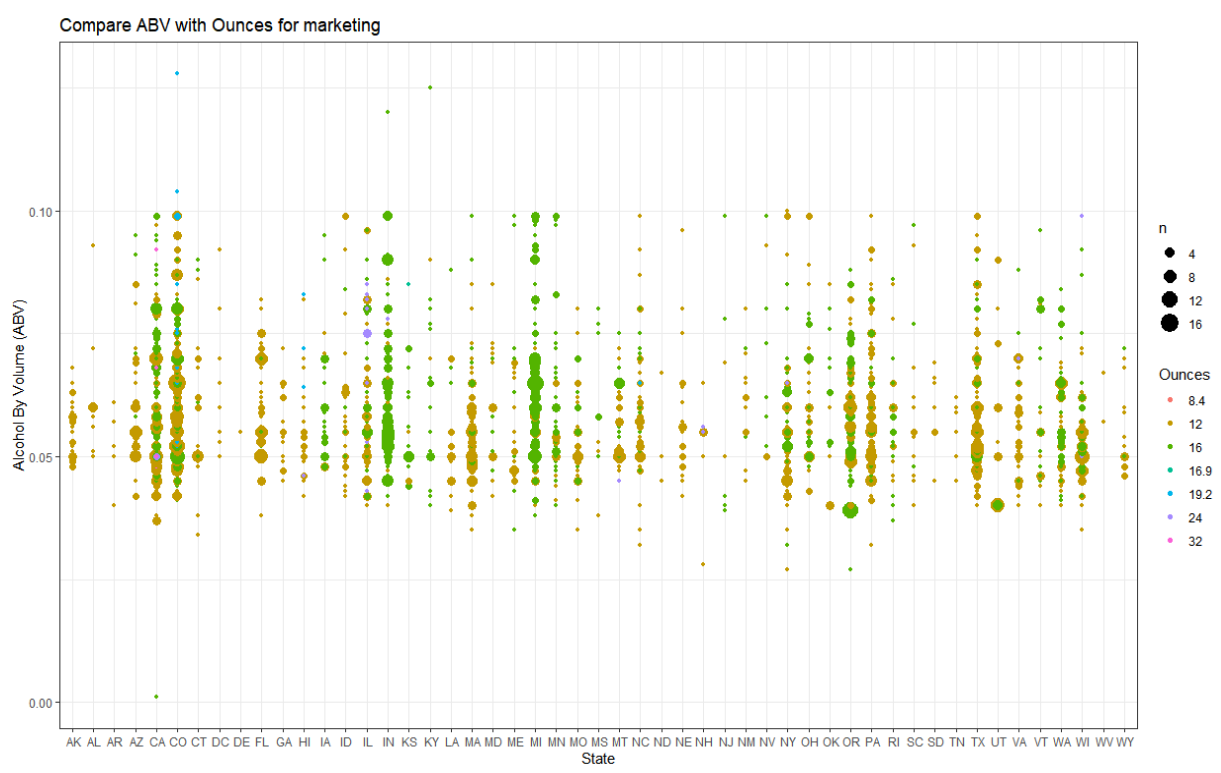 Compare ABV with Ounces for marketing
Alcohol By Volume (ABV)
0.10
0.05
0.00
AK AL AR AZ CA CO CT DC DE FL GA HI IA ID IL IN KS KY LA MA MD ME MI MN MO MS MT NC ND NE NH NJ NM NV NY OH OK OR PA RI SC SD TN TX UT VA VT WA WI WV WY
State
n
4
8
12
16
Ounces
8.4
12
16
16.9
19.2
24
32